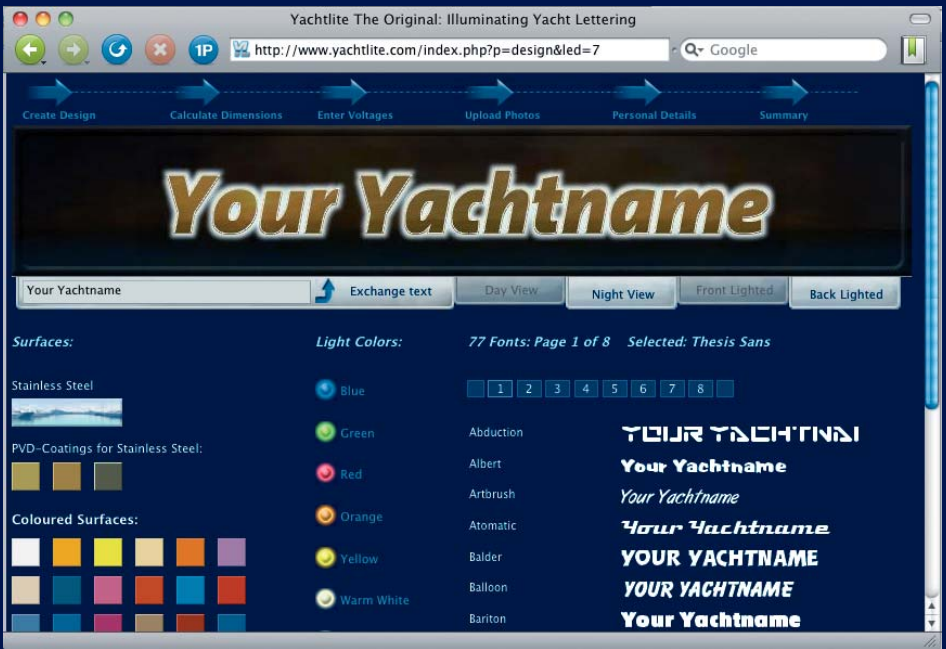 Yachtlite The Original: Illuminating Yacht Lettering
1P http://www.yachtlite.com/index.php?p=design&led=7 Google
Create Design Calculate Dimensions Enter Voltages Upload Photos Personal Details Summary
Your Yachtname
Your Yachtname Exchange text Day View Night View Front Lighted Back Lighted
Surfaces: Light Colors: 77 Fonts: Page 1 of 8 Selected: Thesis Sans
Stainless Steel
Blue
1 2 3 4 5 6 7 8
PVD-Coatings for Stainless Steel:
Green
Red
Coloured Surfaces:
Orange
Yellow
Warm White
Abduction YOUR YACHTNA
Albert Your Yachtname
Artbrush Your Yachtname
Atomatic Your Yachtname
Balder YOUR YACHTNAME
Balloon YOUR YACHTNAME
Bariton Your Yachtname